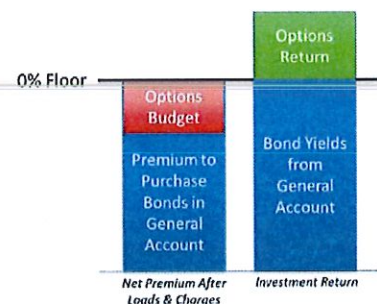 Options
Return
0% Floor
Options
Budget
Premium to
Purchase
Bonds in
General
Account
Bond Yields
from
General
Account
Net Premium After
Loads & Charges
Investment Return